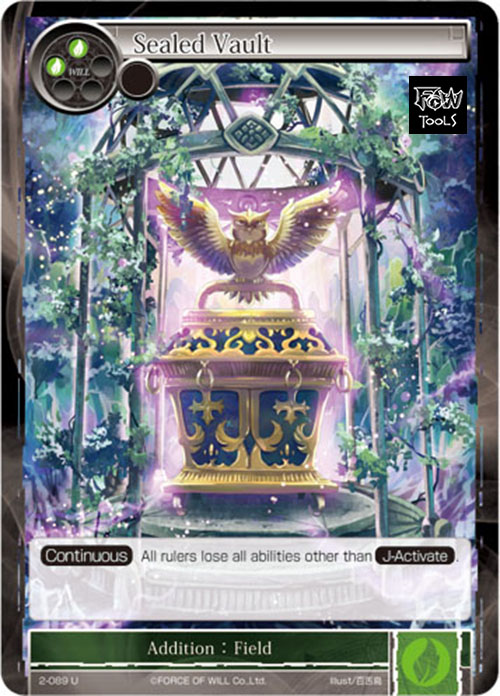 Sealed Vault
WILL
FOW
TOOLS
Continuous All rulers lose all abilities other than J-Activate.
Addition : Field
2-089 U ©FORCE OF WILL Co.,Ltd. Illust/百舌鳥